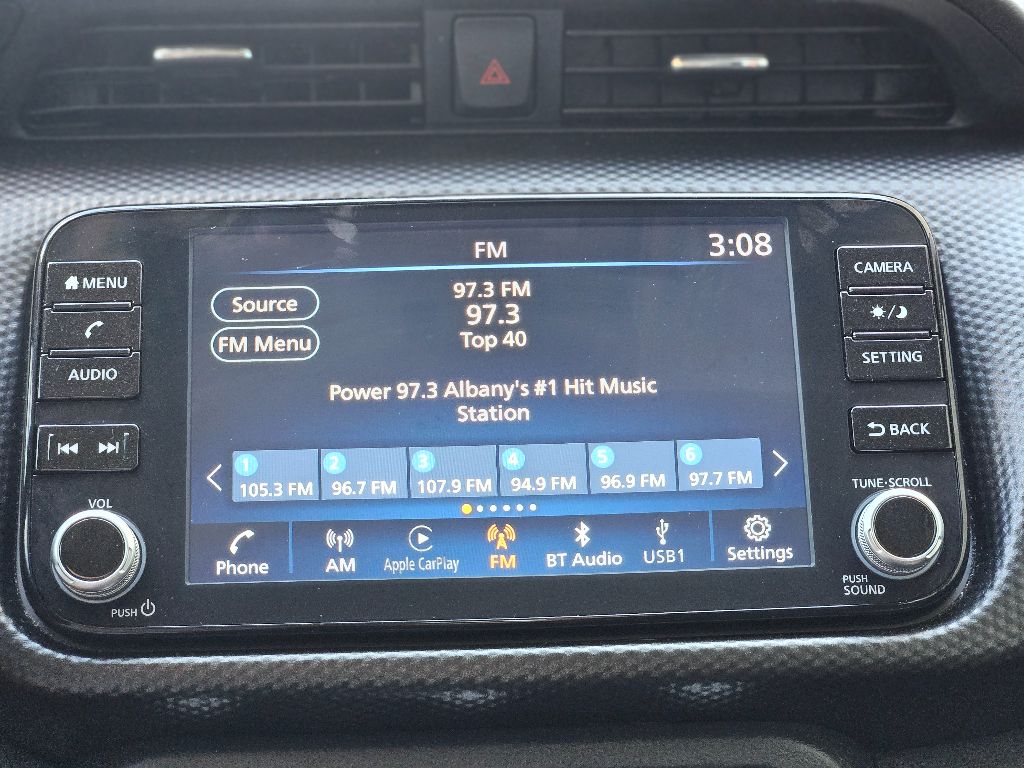 FM
3:08
Source
FM Menu
97.3 FM
97.3
Top 40
Power 97.3 Albany's #1 Hit Music
Station
1
105.3 FM
2
96.7 FM
3
107.9 FM
4
94.9 FM
5
96.9 FM
6
97.7 FM
Phone
AM
Apple CarPlay
FM
BT Audio
USB1
Settings
MENU
AUDIO
VOL
PUSH
CAMERA
SETTING
BACK
TUNE·SCROLL
PUSH
SOUND